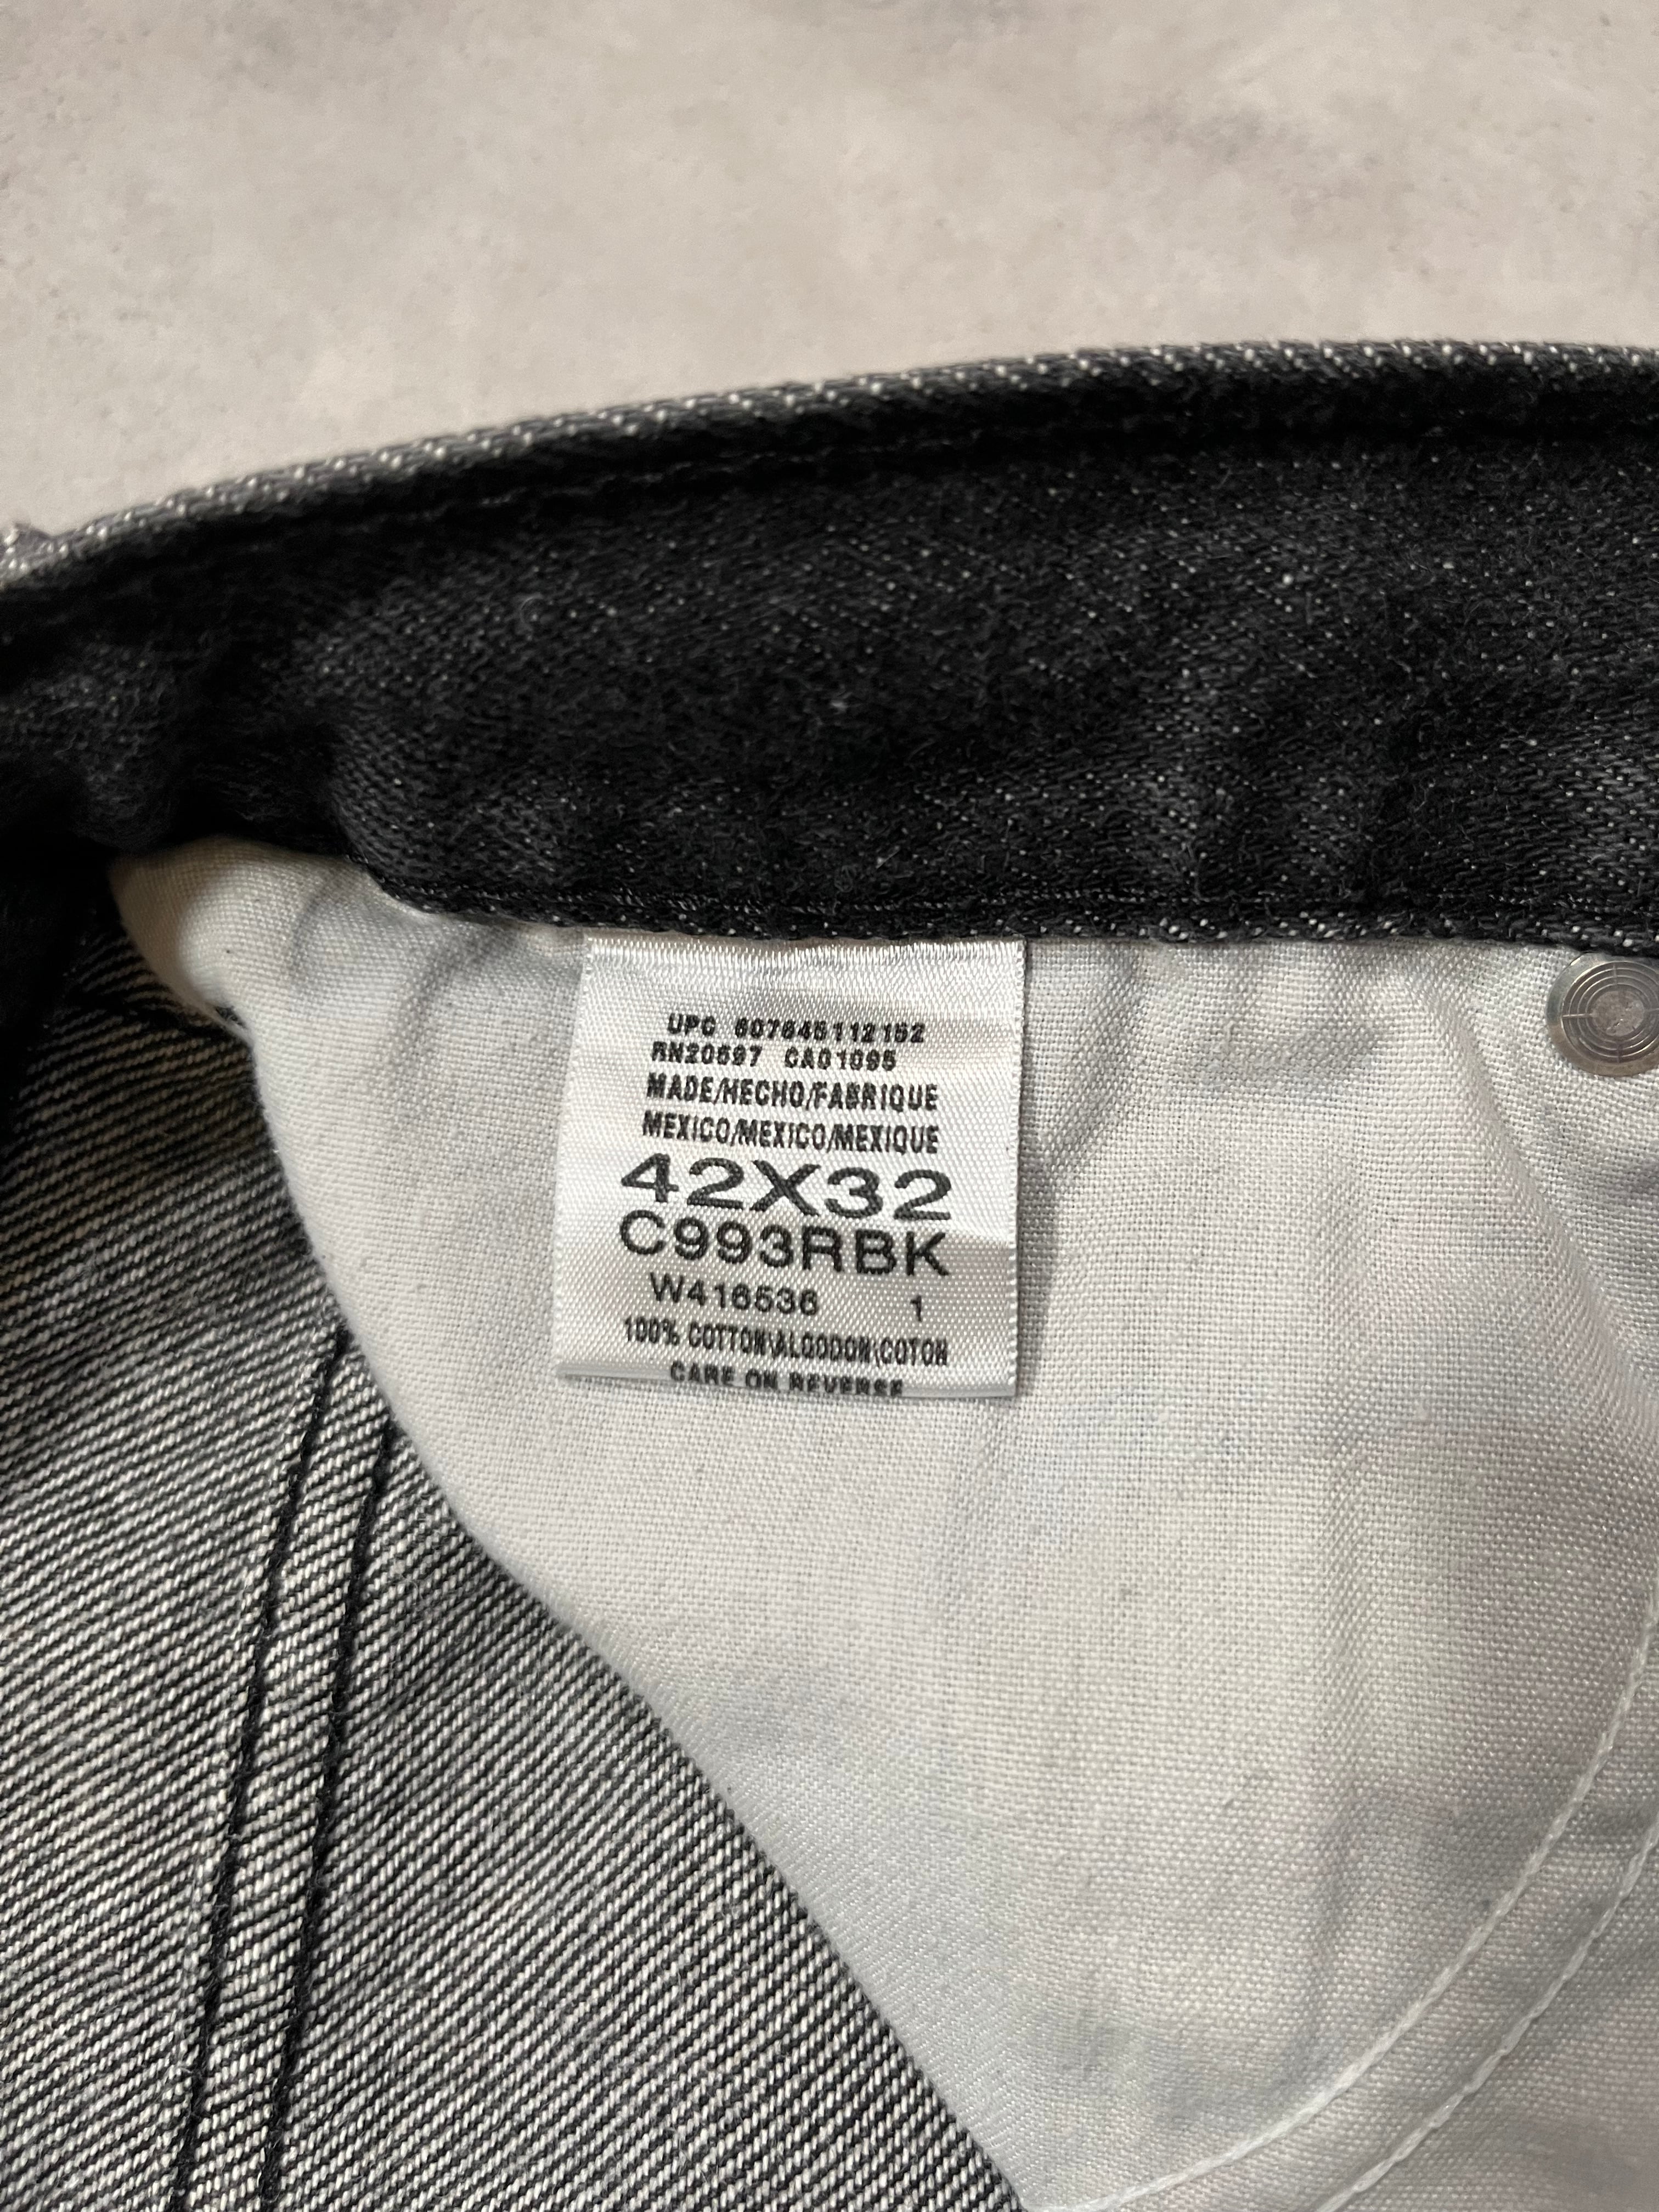 UPC 607645112152
RN20697 CA01095
MADE/HECHO/FABRIQUE
MEXICO/MEXICO/MEXIQUE
42X32
C993RBK
W416536 1
100% COTTON\ALGODON\COTON
CARE ON REVERSE